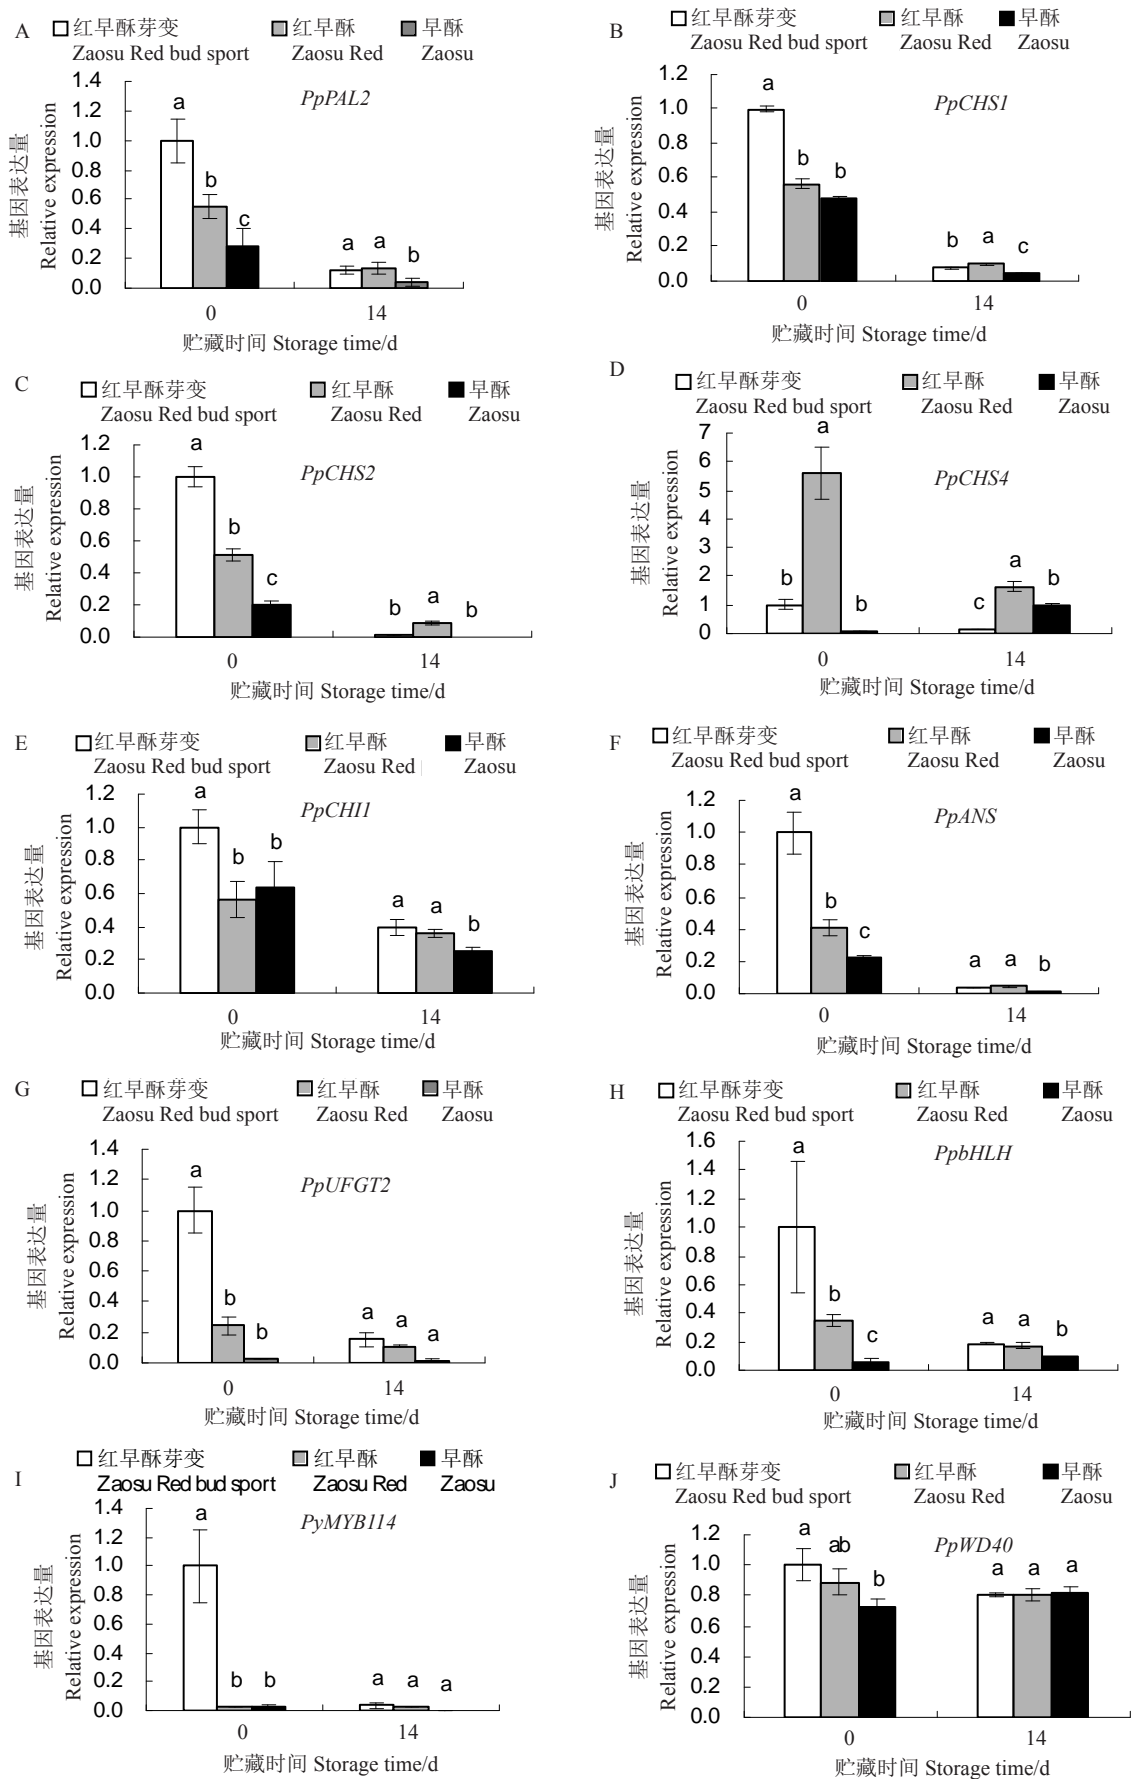 A
红早酥芽变 红早酥 早酥
Zaosu Red bud sport Zaosu Red Zaosu
PpPAL2
基因表达量
Relative expression
1.4
1.2
1.0
0.8
0.6
0.4
0.2
0.0
a b c a a b
0 14
贮藏时间 Storage time/d
B
红早酥芽变 红早酥 早酥
Zaosu Red bud sport Zaosu Red Zaosu
PpCHS1
基因表达量
Relative expression
1.2
1.0
0.8
0.6
0.4
0.2
0.0
a b b b a c
0 14
贮藏时间 Storage time/d
C
红早酥芽变 红早酥 早酥
Zaosu Red bud sport Zaosu Red Zaosu
PpCHS2
基因表达量
Relative expression
1.2
1.0
0.8
0.6
0.4
0.2
0.0
a b c b a b
0 14
贮藏时间 Storage time/d
D
红早酥芽变 红早酥 早酥
Zaosu Red bud sport Zaosu Red Zaosu
PpCHS4
基因表达量
Relative expression
7
6
5
4
3
2
1
0
b a b c a b
0 14
贮藏时间 Storage time/d
E
红早酥芽变 红早酥 早酥
Zaosu Red bud sport Zaosu Red Zaosu
PpCHI1
基因表达量
Relative expression
1.2
1.0
0.8
0.6
0.4
0.2
0.0
a b b a a b
0 14
贮藏时间 Storage time/d
F
红早酥芽变 红早酥 早酥
Zaosu Red bud sport Zaosu Red Zaosu
PpANS
基因表达量
Relative expression
1.2
1.0
0.8
0.6
0.4
0.2
0.0
a b c a a b
0 14
贮藏时间 Storage time/d
G
红早酥芽变 红早酥 早酥
Zaosu Red bud sport Zaosu Red Zaosu
PpUFGT2
基因表达量
Relative expression
1.4
1.2
1.0
0.8
0.6
0.4
0.2
0.0
a b b a a a
0 14
贮藏时间 Storage time/d
H
红早酥芽变 红早酥 早酥
Zaosu Red bud sport Zaosu Red Zaosu
PpbHLH
基因表达量
Relative expression
1.6
1.4
1.2
1.0
0.8
0.6
0.4
0.2
0.0
a b c a a b
0 14
贮藏时间 Storage time/d
I
红早酥芽变 红早酥 早酥
Zaosu Red bud sport Zaosu Red Zaosu
PyMYB114
基因表达量
Relative expression
1.4
1.2
1.0
0.8
0.6
0.4
0.2
0.0
a b b a a a
0 14
贮藏时间 Storage time/d
J
红早酥芽变 红早酥 早酥
Zaosu Red bud sport Zaosu Red Zaosu
PpWD40
基因表达量
Relative expression
1.2
1.0
0.8
0.6
0.4
0.2
0.0
a ab b a a a
0 14
贮藏时间 Storage time/d